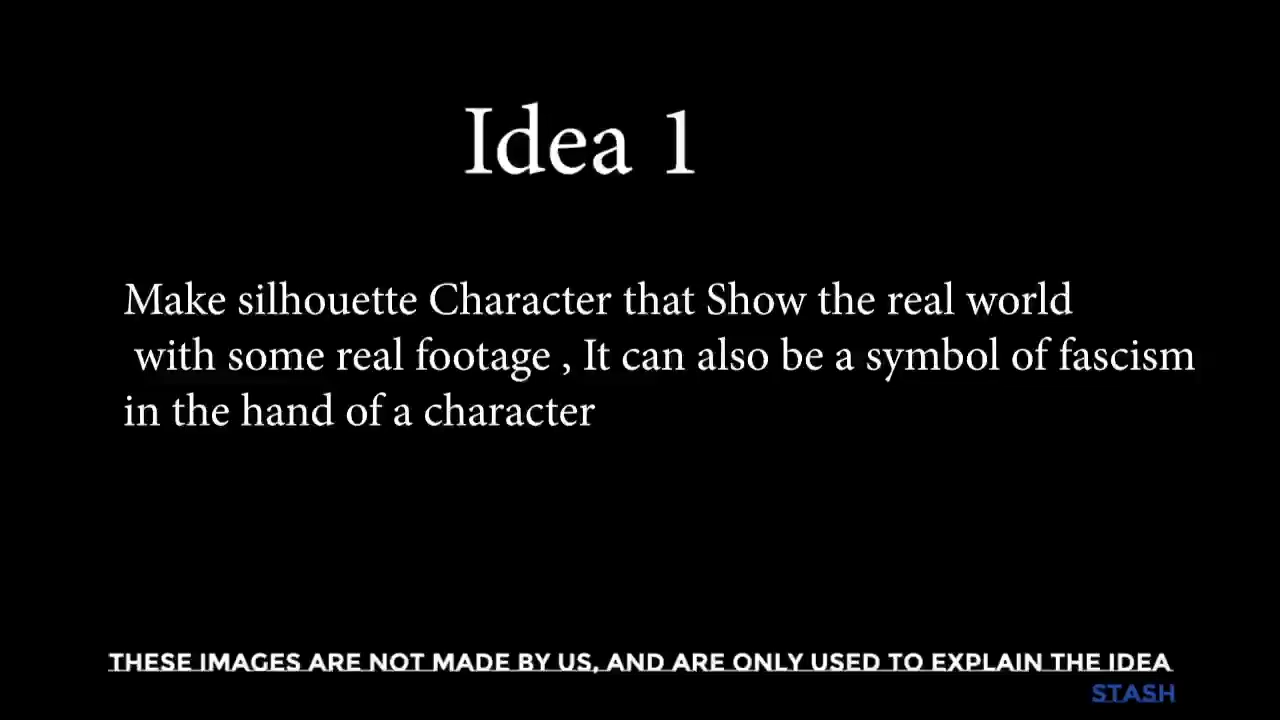 Idea 1
Make silhouette Character that Show the real world
with some real footage , It can also be a symbol of fascism
in the hand of a character
THESE IMAGES ARE NOT MADE BY US, AND ARE ONLY USED TO EXPLAIN THE IDEA
STASH